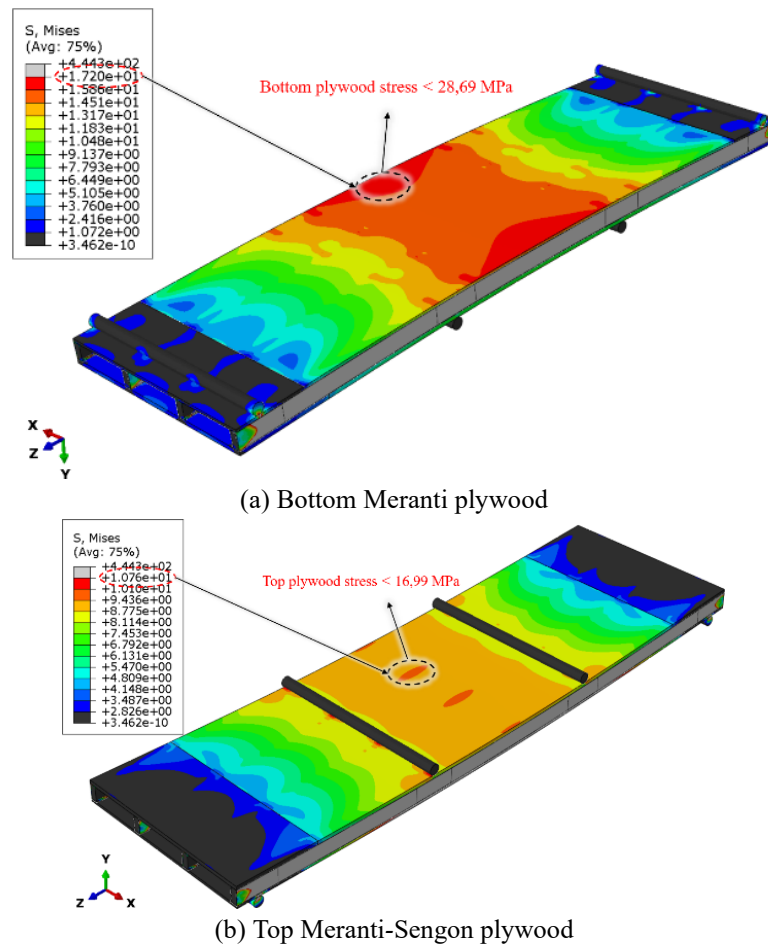 S, Mises
(Avg: 75%)
+4.443e+02
+1.720e+01
+1.586e+01
+1.451e+01
+1.317e+01
+1.183e+01
+1.048e+01
+9.137e+00
+7.793e+00
+6.449e+00
+5.105e+00
+3.760e+00
+2.416e+00
+1.072e+00
+3.462e-10
Bottom plywood stress < 28,69 MPa
X
Z
Y
(a) Bottom Meranti plywood
S, Mises
(Avg: 75%)
+4.443e+02
+1.076e+01
+1.010e+01
+9.436e+00
+8.775e+00
+8.114e+00
+7.453e+00
+6.792e+00
+6.131e+00
+5.470e+00
+4.809e+00
+4.148e+00
+3.487e+00
+2.826e+00
+3.462e-10
Top plywood stress < 16,99 MPa
Y
Z
X
(b) Top Meranti-Sengon plywood